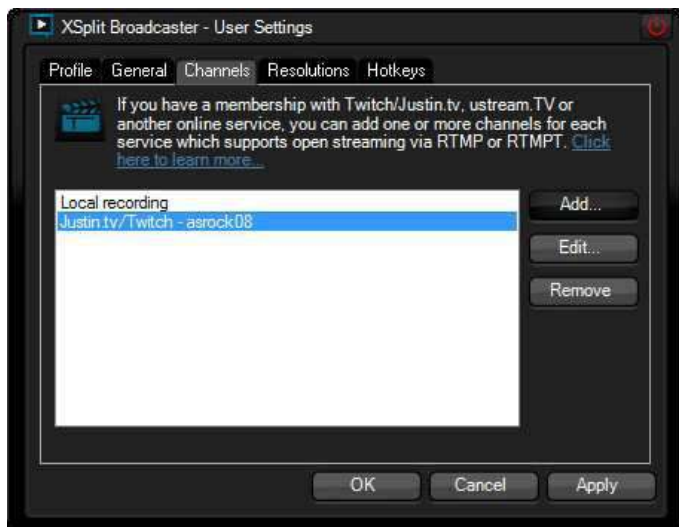 XSplit Broadcaster - User Settings
Profile General Channels Resolutions Hotkeys
If you have a membership with Twitch/Justin.tv, ustream.TV or
another online service, you can add one or more channels for each
service which supports open streaming via RTMP or RTMPT. Click
here to learn more...
Local recording
Add...
Justin.tv/Twitch - asrock08
Edit...
Remove
OK Cancel Apply